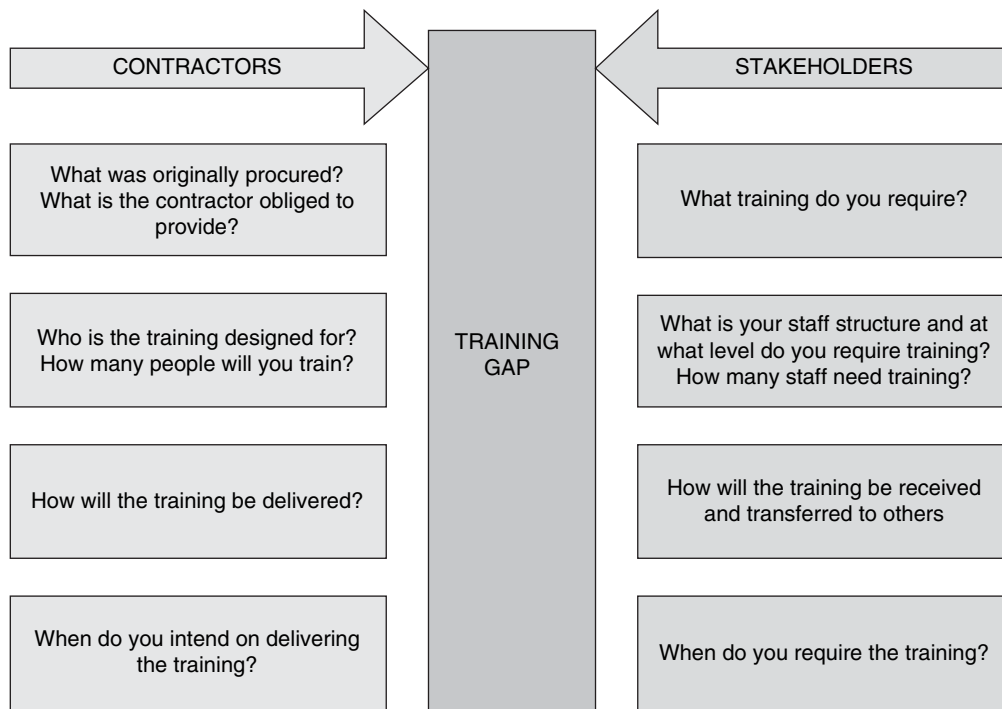 CONTRACTORS
What was originally procured?
What is the contractor obliged to
provide?
Who is the training designed for?
How many people will you train?
How will the training be delivered?
When do you intend on delivering
the training?
TRAINING
GAP
STAKEHOLDERS
What training do you require?
What is your staff structure and at
what level do you require training?
How many staff need training?
How will the training be received
and transferred to others
When do you require the training?